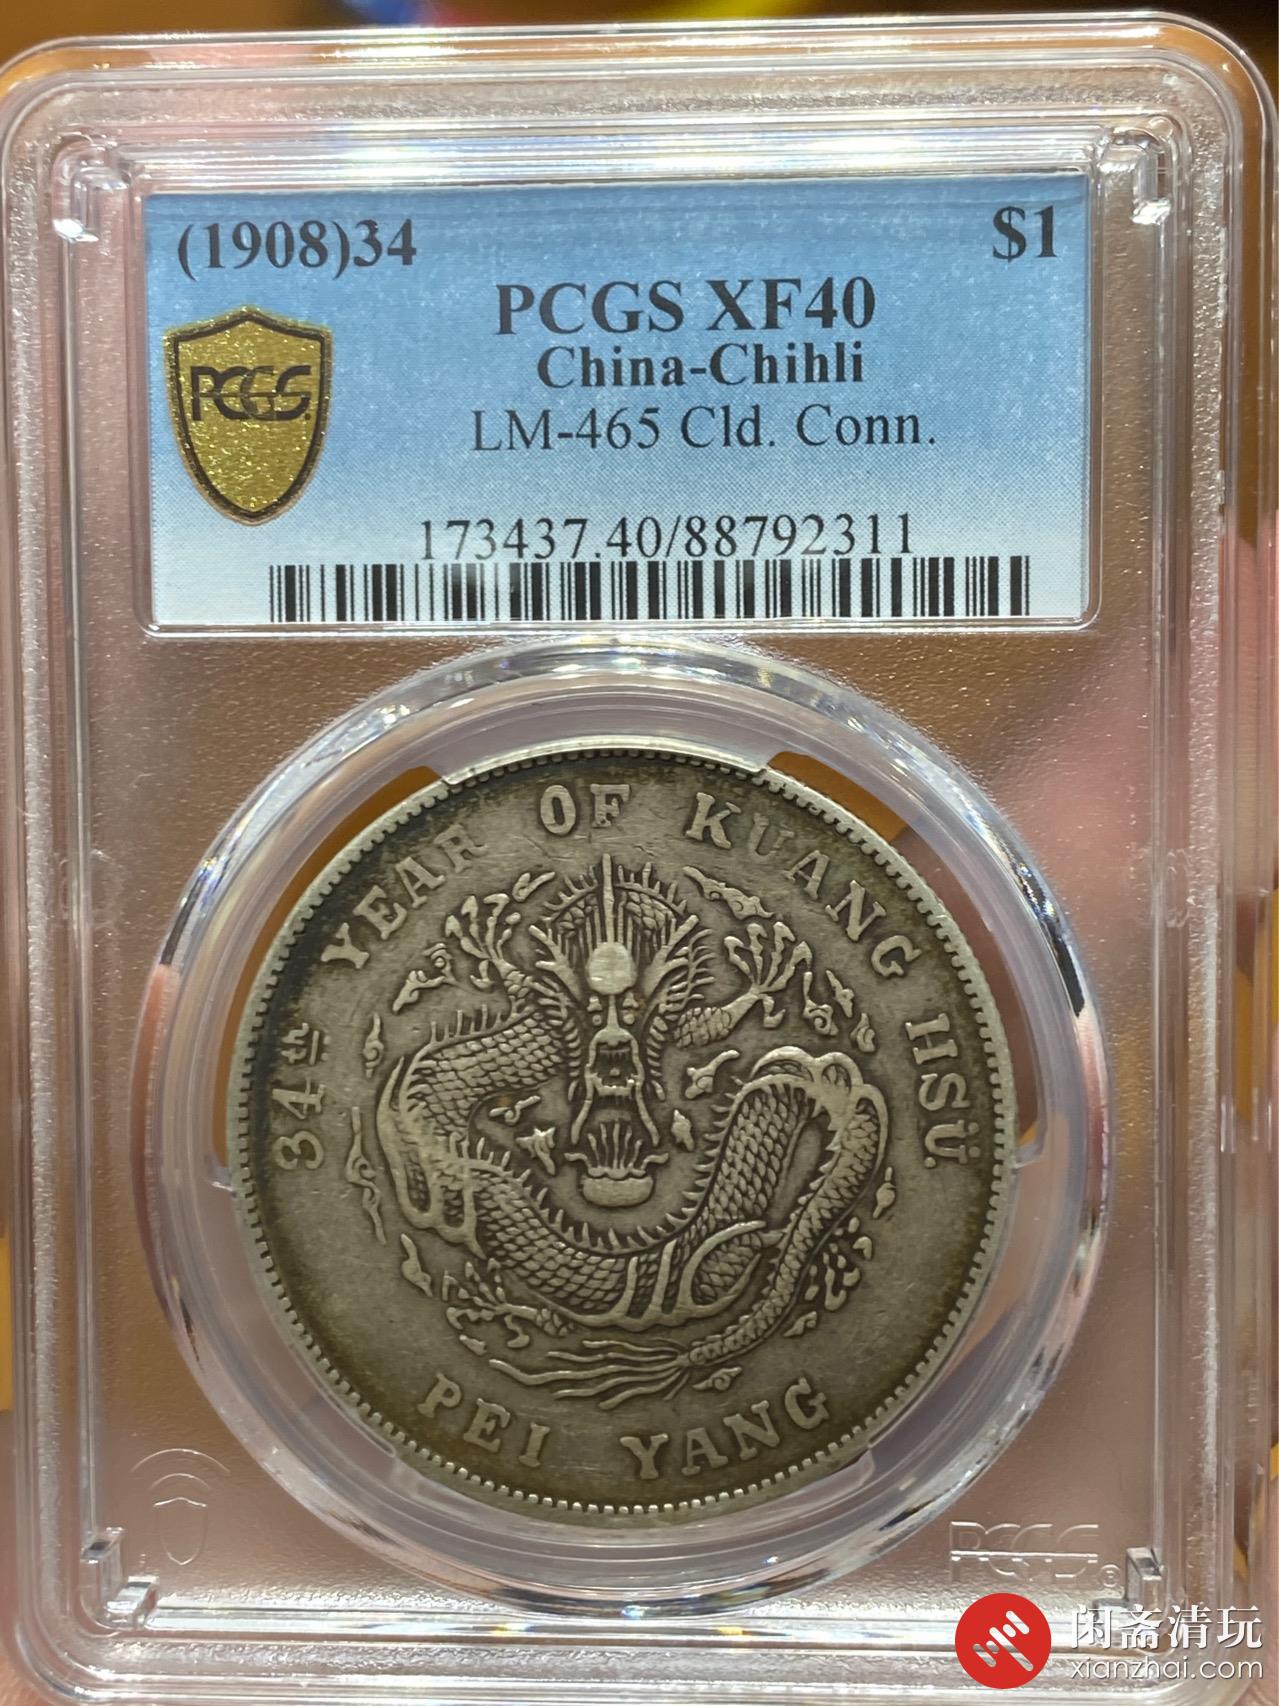 (1908)34 $1
PCGS XF40
China-Chihli
PCGS
LM-465 Cld. Conn.
173437.40/88792311
34th YEAR OF KUANG HSÜ.
PEI YANG
PCGS
闲斋清玩
xianzhai.com